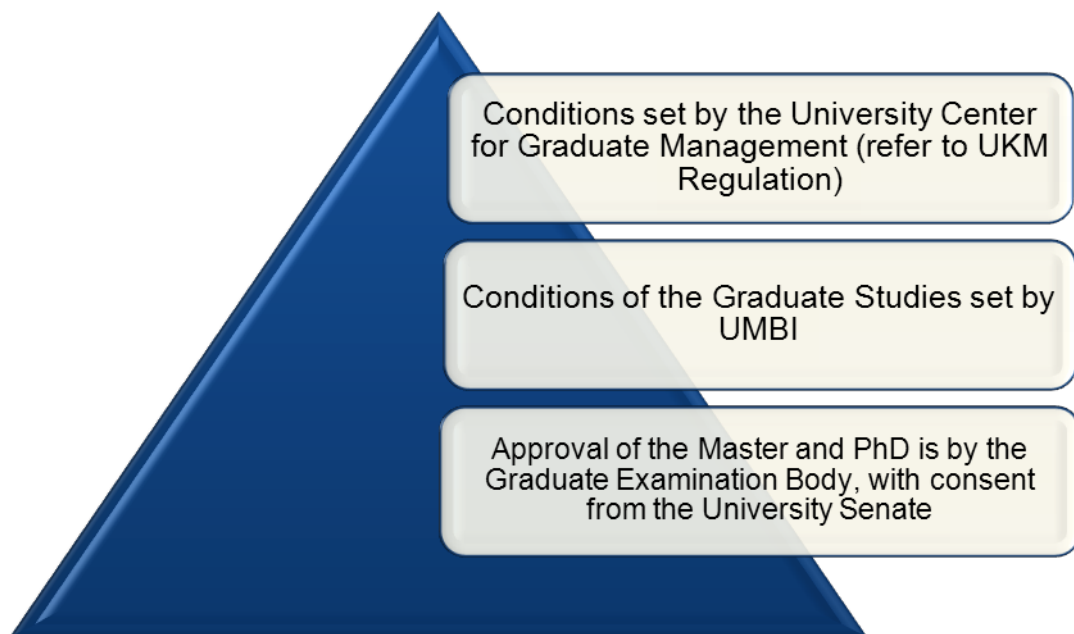 Conditions set by the University Center
for Graduate Management (refer to UKM
Regulation)
Conditions of the Graduate Studies set by
UMBI
Approval of the Master and PhD is by the
Graduate Examination Body, with consent
from the University Senate